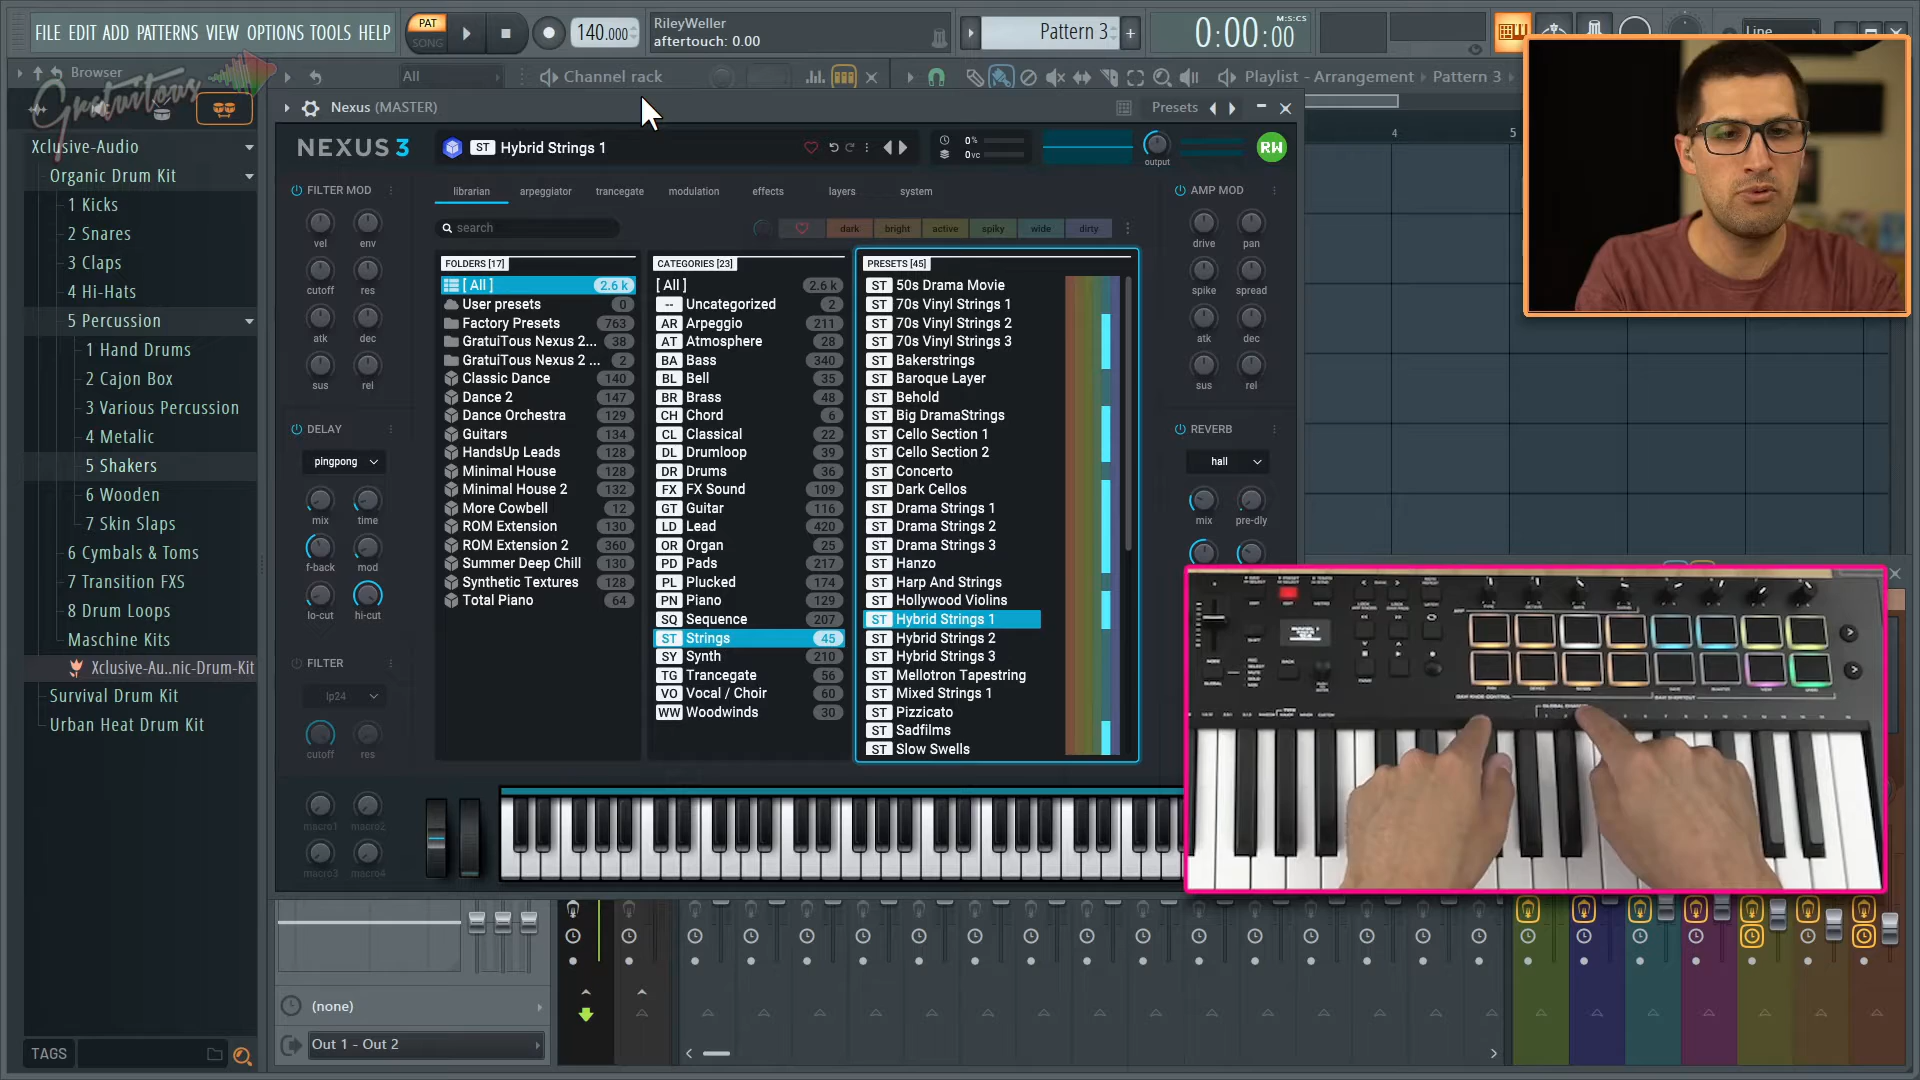 FILE EDIT ADD PATTERNS VIEW OPTIONS TOOLS HELP
PAT
SONG
140.000
RileyWeller
aftertouch: 0.00
Pattern 3
M:S:CS
0:00:00
Line
Browser
Gratuitous
All
Channel rack
Playlist - Arrangement
Pattern 3
4
5
Xclusive-Audio
Organic Drum Kit
1 Kicks
2 Snares
3 Claps
4 Hi-Hats
5 Percussion
1 Hand Drums
2 Cajon Box
3 Various Percussion
4 Metalic
5 Shakers
6 Wooden
7 Skin Slaps
6 Cymbals & Toms
7 Transition FXS
8 Drum Loops
Maschine Kits
Xclusive-Au..nic-Drum-Kit
Survival Drum Kit
Urban Heat Drum Kit
TAGS
Nexus (MASTER)
Presets
NEXUS 3
ST Hybrid Strings 1
0%
0vc
output
RW
librarian arpeggiator trancegate modulation effects layers system
search
dark bright active spiky wide dirty
FILTER MOD
vel env
cutoff res
atk dec
sus rel
DELAY
pingpong
mix time
f-back mod
lo-cut hi-cut
FILTER
lp24
cutoff res
macro1 macro2
macro3 macro4
FOLDERS [17]
[ All ] 2.6 k
User presets 0
Factory Presets 763
GratuiTous Nexus 2... 38
GratuiTous Nexus 2 ... 2
Classic Dance 140
Dance 2 147
Dance Orchestra 129
Guitars 134
HandsUp Leads 128
Minimal House 128
Minimal House 2 132
More Cowbell 12
ROM Extension 130
ROM Extension 2 360
Summer Deep Chill 130
Synthetic Textures 128
Total Piano 64
CATEGORIES [23]
[ All ] 2.6 k
-- Uncategorized 2
AR Arpeggio 211
AT Atmosphere 28
BA Bass 340
BL Bell 35
BR Brass 48
CH Chord 6
CL Classical 22
DL Drumloop 39
DR Drums 36
FX FX Sound 109
GT Guitar 116
LD Lead 420
OR Organ 25
PD Pads 217
PL Plucked 174
PN Piano 129
SQ Sequence 207
ST Strings 45
SY Synth 210
TG Trancegate 56
VO Vocal / Choir 60
WW Woodwinds 30
PRESETS [45]
ST 50s Drama Movie
ST 70s Vinyl Strings 1
ST 70s Vinyl Strings 2
ST 70s Vinyl Strings 3
ST Bakerstrings
ST Baroque Layer
ST Behold
ST Big DramaStrings
ST Cello Section 1
ST Cello Section 2
ST Concerto
ST Dark Cellos
ST Drama Strings 1
ST Drama Strings 2
ST Drama Strings 3
ST Hanzo
ST Harp And Strings
ST Hollywood Violins
ST Hybrid Strings 1
ST Hybrid Strings 2
ST Hybrid Strings 3
ST Mellotron Tapestring
ST Mixed Strings 1
ST Pizzicato
ST Sadfilms
ST Slow Swells
AMP MOD
drive pan
spike spread
atk dec
sus rel
REVERB
hall
mix pre-dly
(none)
Out 1 - Out 2